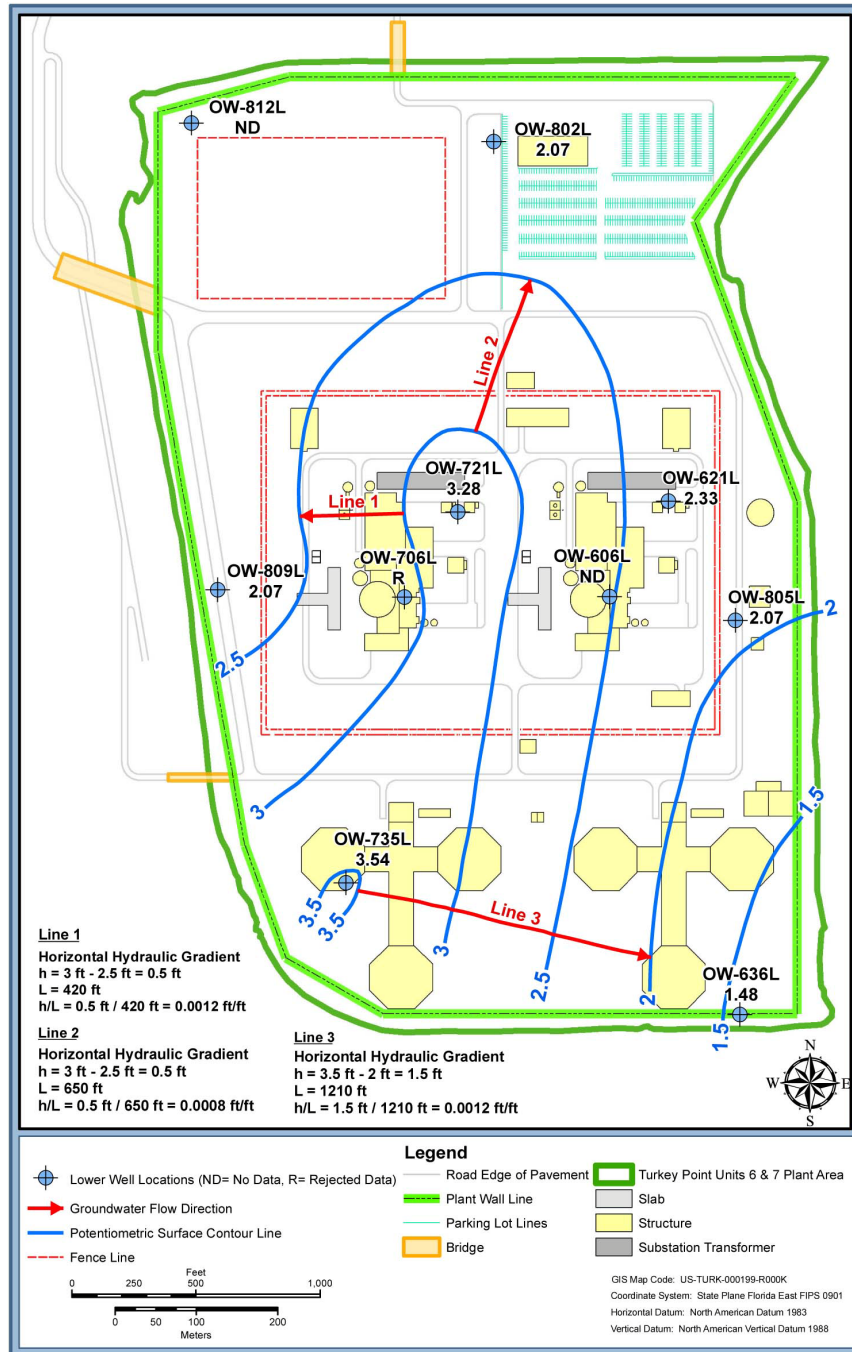 OW-812L
ND
OW-802L
2.07
Line 2
OW-721L
3.28
OW-621L
2.33
Line 1
OW-706L
R
OW-606L
ND
OW-809L
2.07
OW-805L
2.07
2
2.5
3
1.5
OW-735L
3.54
3.5
3.5
Line 3
3
2.5
2
OW-636L
1.48
1.5
Line 1
Horizontal Hydraulic Gradient
h = 3 ft - 2.5 ft = 0.5 ft
L = 420 ft
h/L = 0.5 ft / 420 ft = 0.0012 ft/ft
Line 2
Horizontal Hydraulic Gradient
h = 3 ft - 2.5 ft = 0.5 ft
L = 650 ft
h/L = 0.5 ft / 650 ft = 0.0008 ft/ft
Line 3
Horizontal Hydraulic Gradient
h = 3.5 ft - 2 ft = 1.5 ft
L = 1210 ft
h/L = 1.5 ft / 1210 ft = 0.0012 ft/ft
N
W E
S
Legend
Lower Well Locations (ND= No Data, R= Rejected Data)
Groundwater Flow Direction
Potentiometric Surface Contour Line
Fence Line
Road Edge of Pavement
Plant Wall Line
Parking Lot Lines
Bridge
Turkey Point Units 6 & 7 Plant Area
Slab
Structure
Substation Transformer
Feet
0 250 500 1,000
0 50 100 200
Meters
GIS Map Code: US-TURK-000199-R000K
Coordinate System: State Plane Florida East FIPS 0901
Horizontal Datum: North American Datum 1983
Vertical Datum: North American Vertical Datum 1988